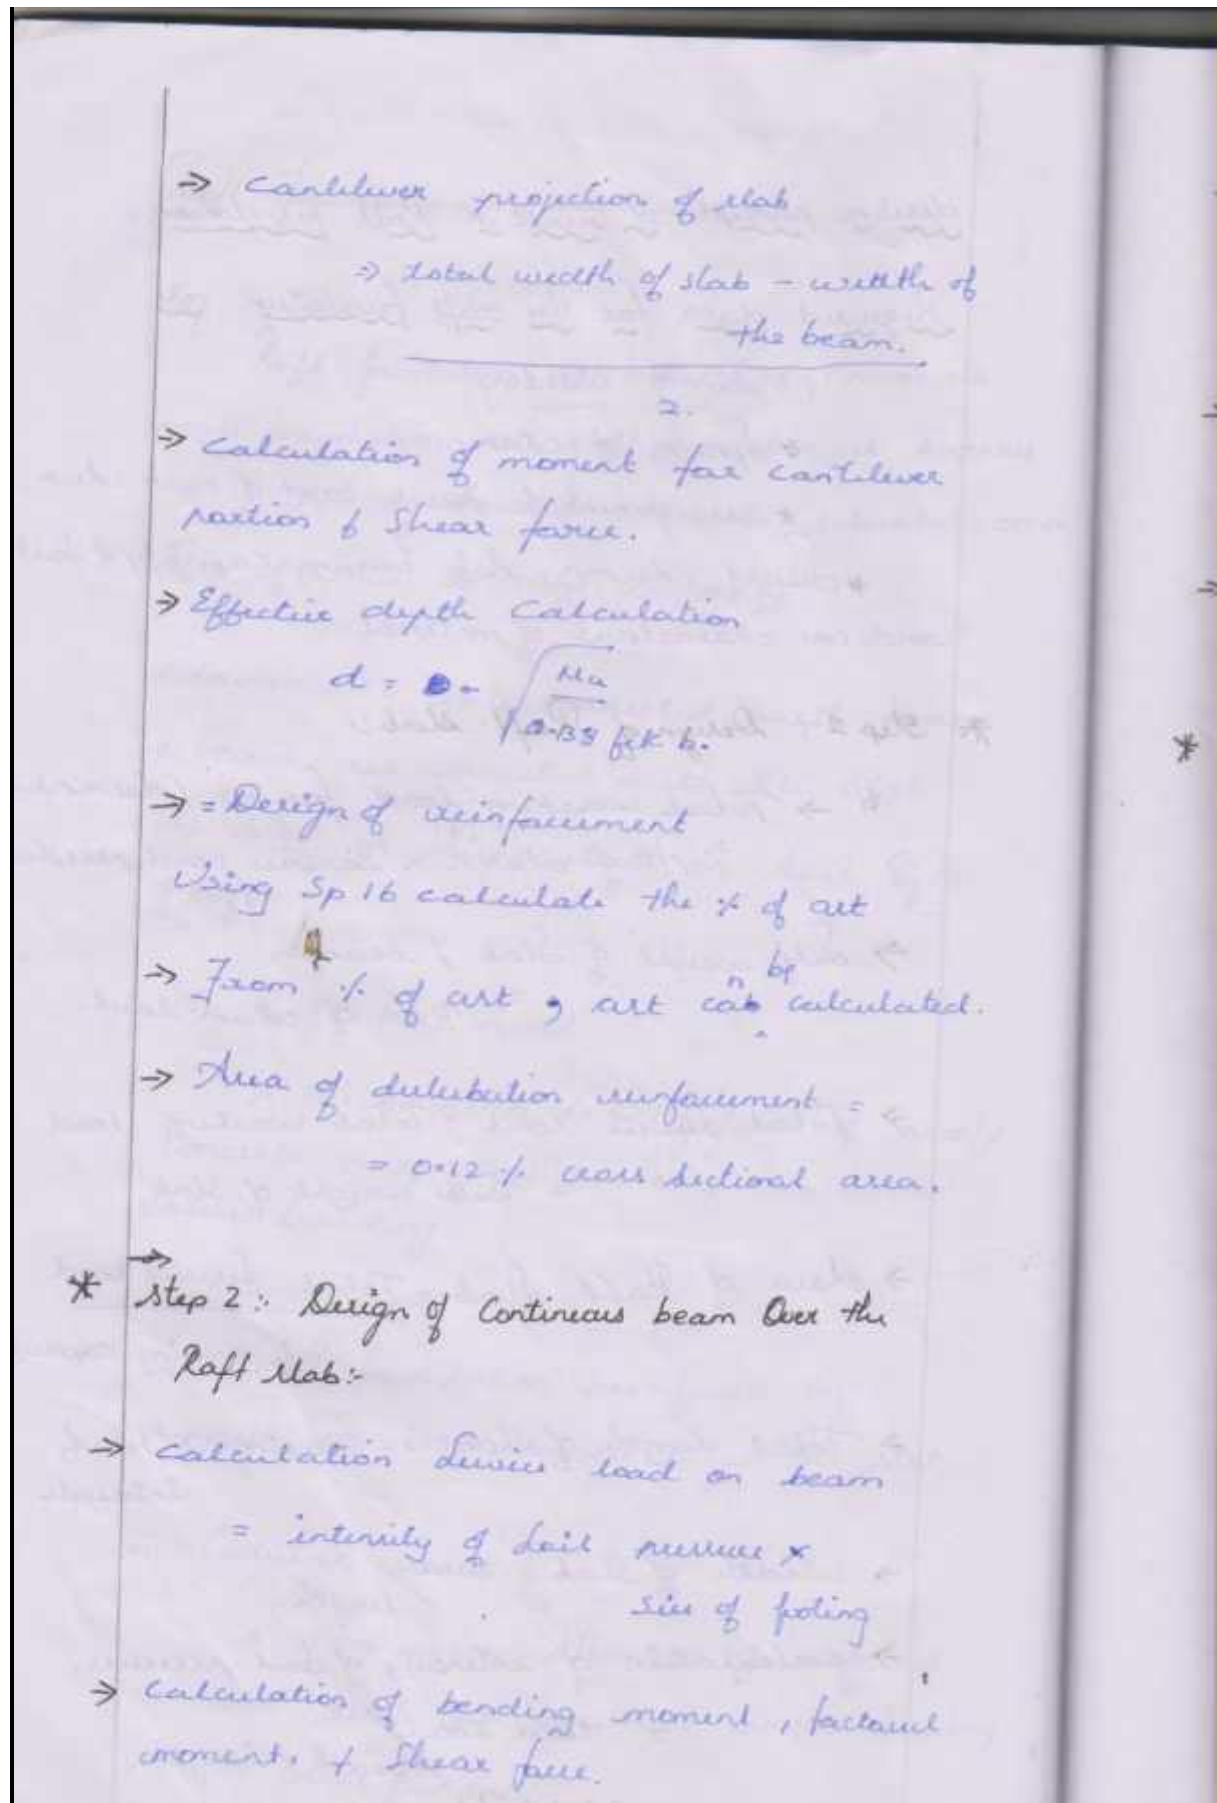 → Cantilever projection of slab
⇒ total width of slab - width of
the beam.
2.
→ Calculation of moment for cantilever
portion & Shear force.
→ Effective depth Calculation
d = √ Mu
0.138 fck b.
→ = Design of reinforcement
Using Sp 16 calculate the % of ast
→ From % of ast , ast can be calculated.
→ Area of distribution reinforcement =
= 0.12 % cross sectional area.
→
* Step 2 :- Design of Continous beam Over the
Raft slab:-
→ Calculation service load on beam
= intensity of soil pressure ×
size of footing
→ Calculation of bending moment, factored
moment. + Shear force.